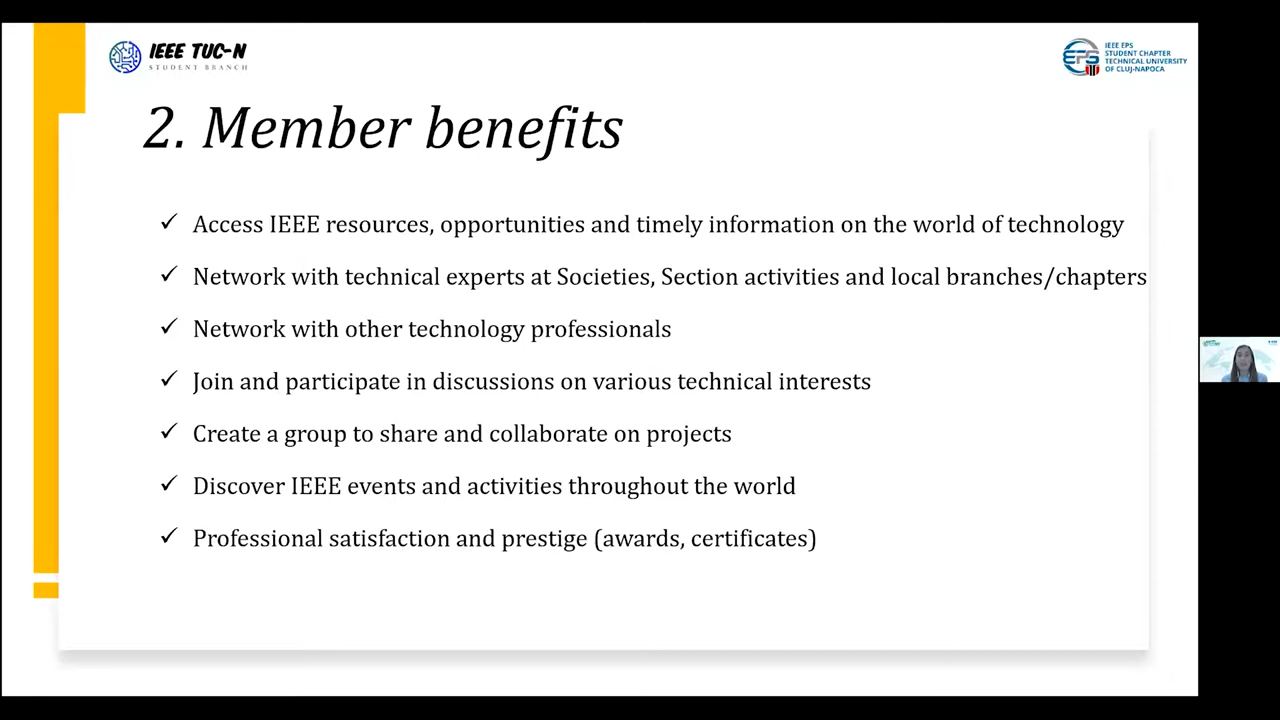 IEEE TUC-N
STUDENT BRANCH
EPS
IEEE EPS
STUDENT CHAPTER
TECHNICAL UNIVERSITY
OF CLUJ-NAPOCA
2. Member benefits
✓ Access IEEE resources, opportunities and timely information on the world of technology
✓ Network with technical experts at Societies, Section activities and local branches/chapters
✓ Network with other technology professionals
✓ Join and participate in discussions on various technical interests
✓ Create a group to share and collaborate on projects
✓ Discover IEEE events and activities throughout the world
✓ Professional satisfaction and prestige (awards, certificates)